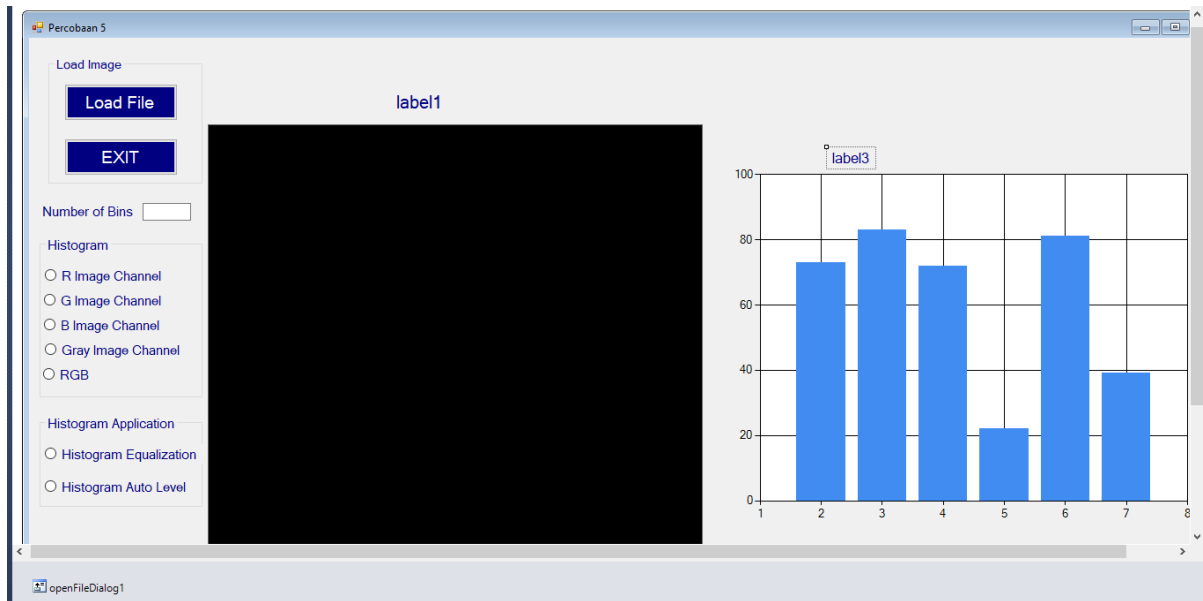 Percobaan 5
Load Image
Load File
EXIT
Number of Bins
Histogram
R Image Channel
G Image Channel
B Image Channel
Gray Image Channel
RGB
Histogram Application
Histogram Equalization
Histogram Auto Level
label1
label3
100
80
60
40
20
0
1 2 3 4 5 6 7 8
openFileDialog1